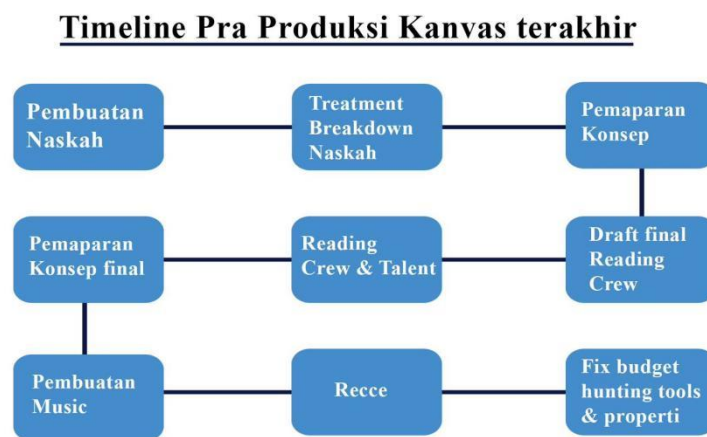 Timeline Pra Produksi Kanvas terakhir
Pembuatan
Naskah
Treatment
Breakdown
Naskah
Pemaparan
Konsep
Pemaparan
Konsep final
Reading
Crew & Talent
Draft final
Reading
Crew
Pembuatan
Music
Recce
Fix budget
hunting tools
& properti